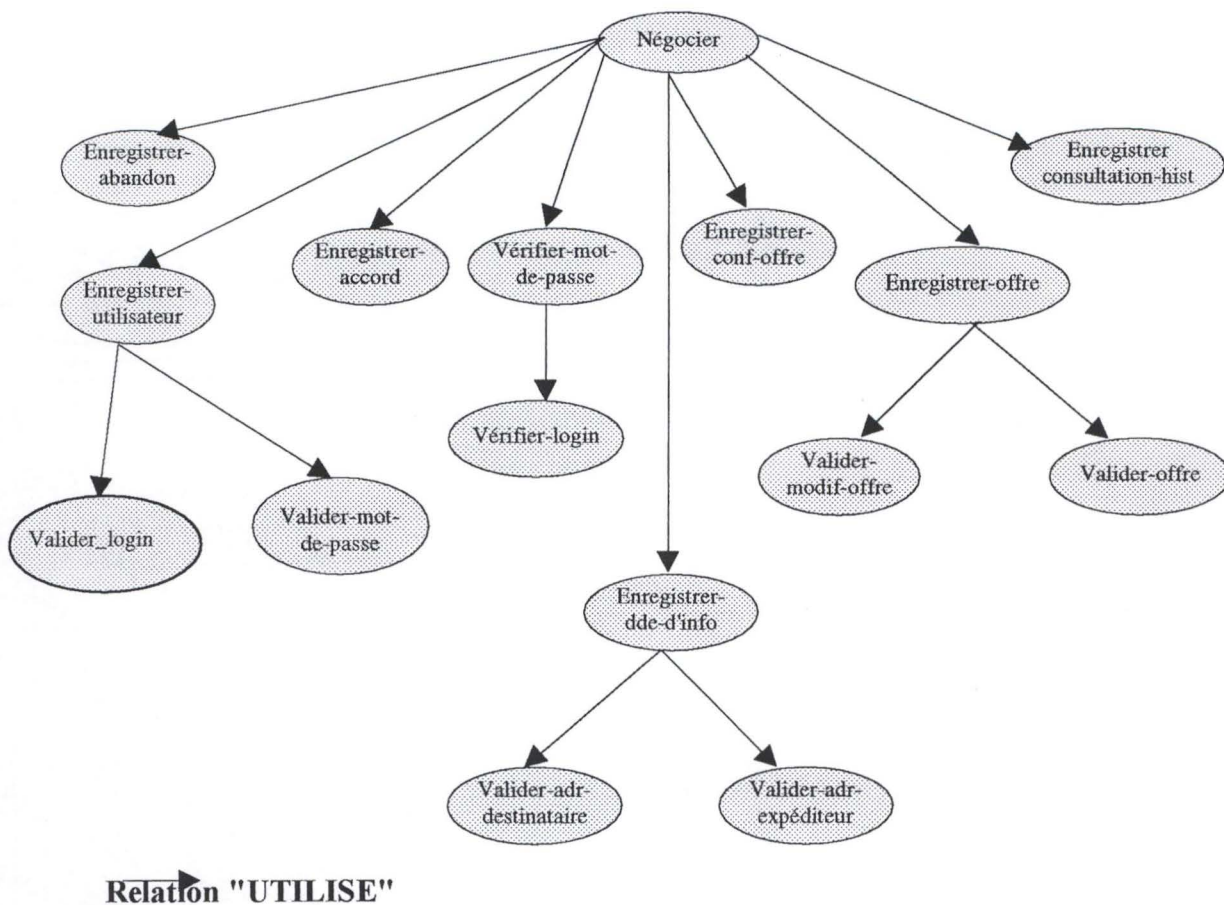 Négocier
Enregistrer-
abandon
Enregistrer
consultation-hist
Enregistrer-
accord
Vérifier-mot-
de-passe
Enregistrer-
conf-offre
Enregistrer-
utilisateur
Enregistrer-offre
Vérifier-login
Valider-
modif-offre
Valider-offre
Valider_login
Valider-mot-
de-passe
Enregistrer-
dde-d'info
Valider-adr-
destinataire
Valider-adr-
expéditeur
Relation "UTILISE"